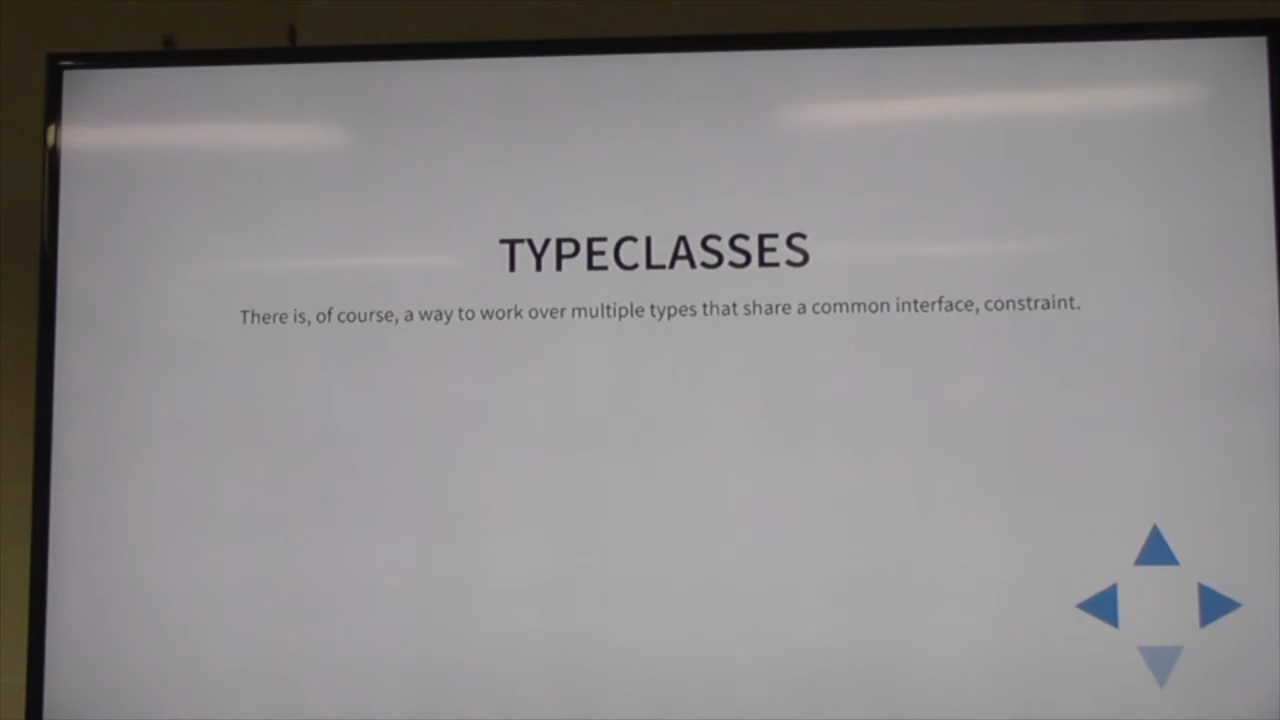 TYPECLASSES
There is, of course, a way to work over multiple types that share a common interface, constraint.